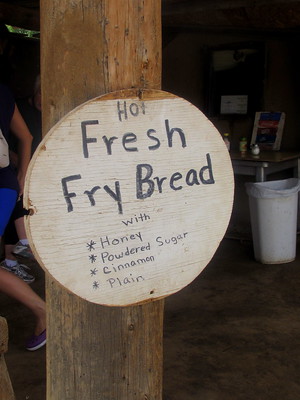 HOT
Fresh
Fry Bread
with
* Honey
* Powdered Sugar
* Cinnamon
* Plain